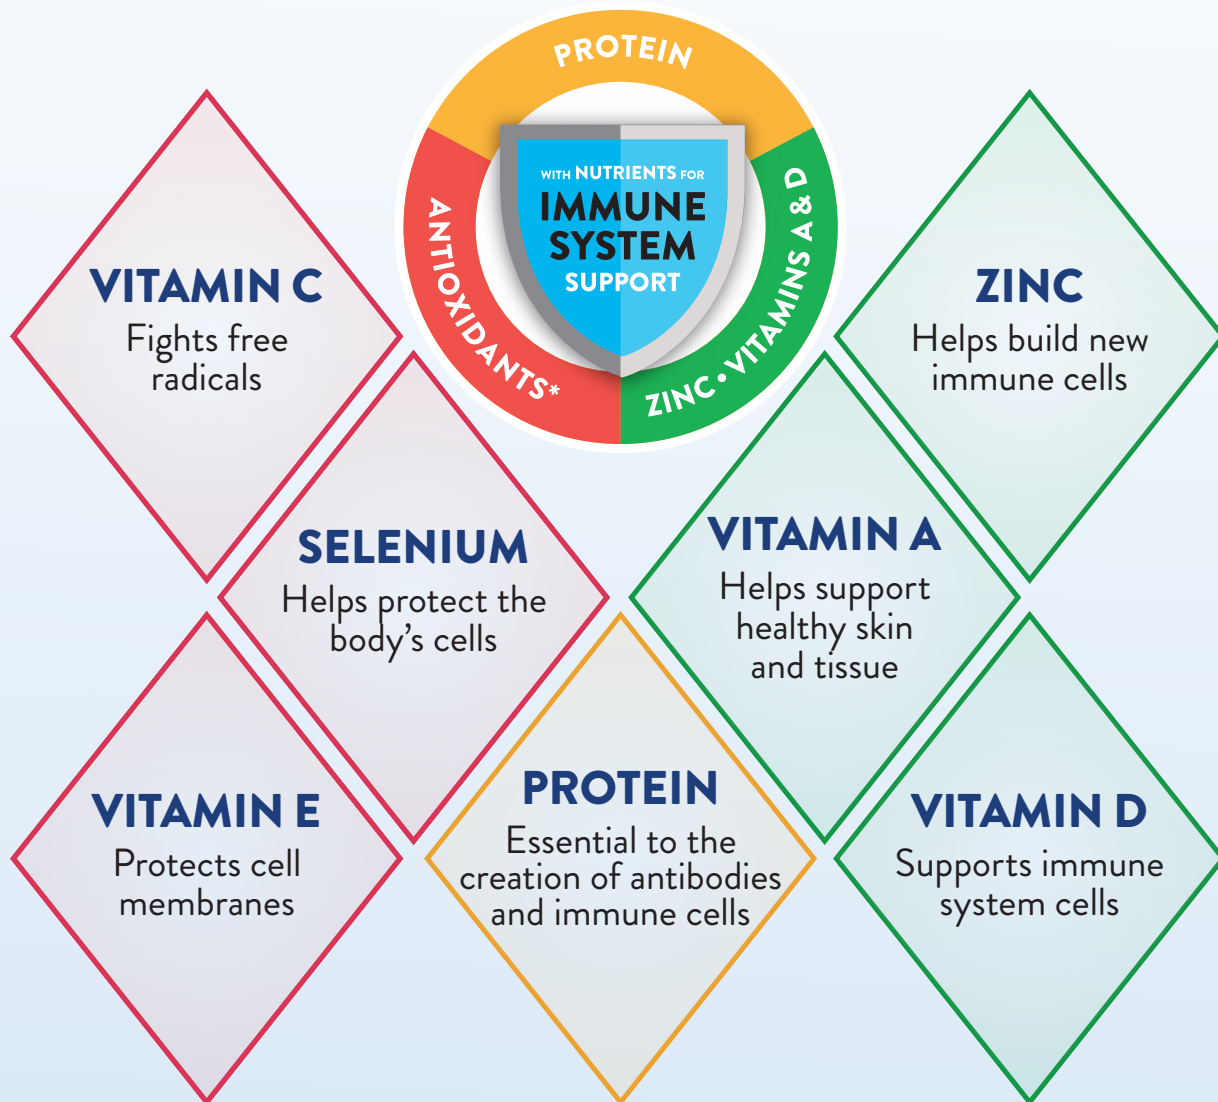 PROTEIN
ANTIOXIDANTS*
ZINC • VITAMINS A & D
WITH NUTRIENTS FOR
IMMUNE
SYSTEM
SUPPORT
VITAMIN C
Fights free
radicals
ZINC
Helps build new
immune cells
SELENIUM
Helps protect the
body's cells
VITAMIN A
Helps support
healthy skin
and tissue
VITAMIN E
Protects cell
membranes
PROTEIN
Essential to the
creation of antibodies
and immune cells
VITAMIN D
Supports immune
system cells